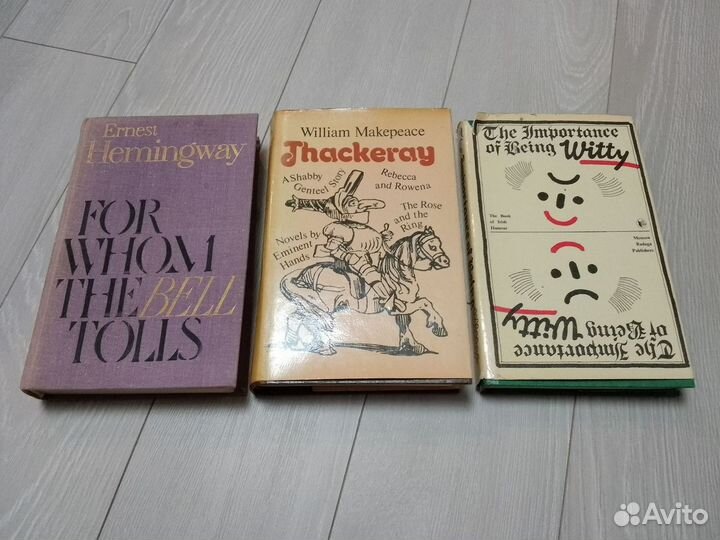 Ernest
Hemingway
FOR
WHOM
THE BELL
TOLLS
William Makepeace
Thackeray
A Shabby
Genteel Story
Rebecca
and Rowena
The Rose
and the
Ring
Novels by
Eminent
Hands
The Importance
of Being Witty
The Book
of Irish
Humour
Moscow
Raduga
Publishers
The Importance
of Being Witty
Avito